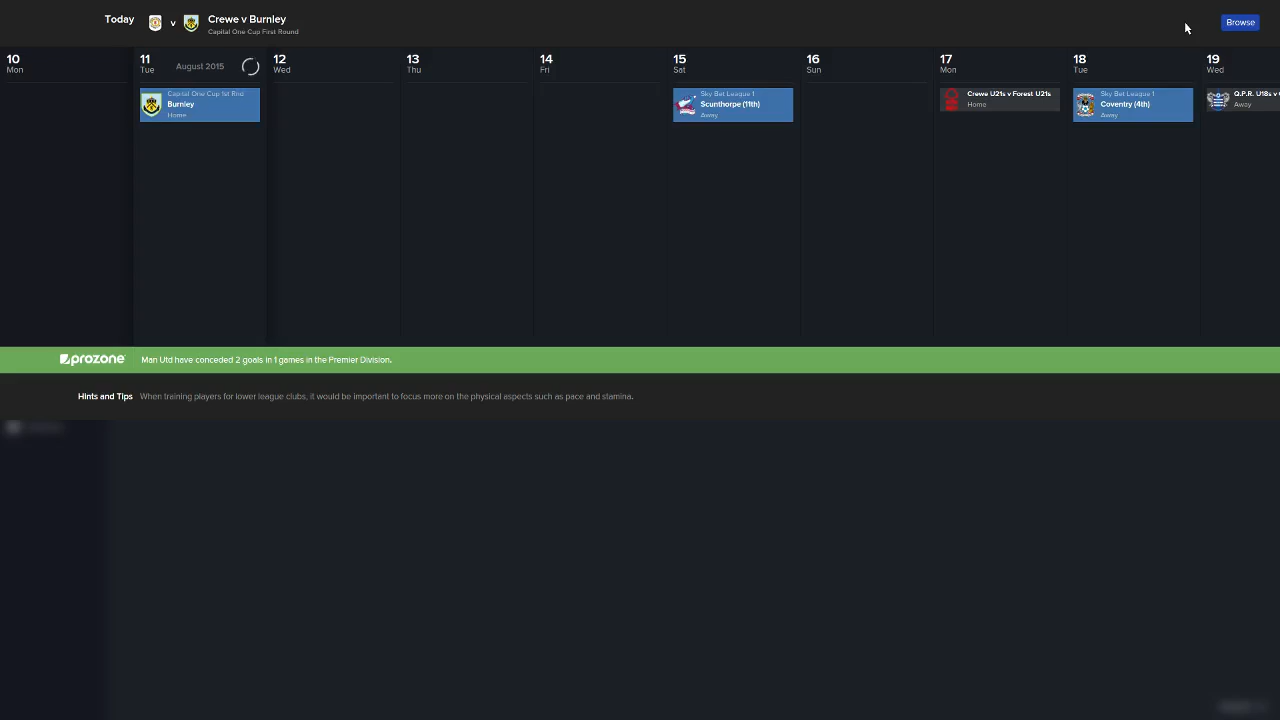 Today
v
Crewe v Burnley
Capital One Cup First Round
Browse
10
Mon
11
Tue
August 2015
12
Wed
13
Thu
14
Fri
15
Sat
16
Sun
17
Mon
18
Tue
19
Wed
Capital One Cup 1st Rnd
Burnley
Home
Sky Bet League 1
Scunthorpe (11th)
Away
Crewe U21s v Forest U21s
Home
Sky Bet League 1
Coventry (4th)
Away
Q.P.R. U18s v
Away
prozone
Man Utd have conceded 2 goals in 1 games in the Premier Division.
Hints and Tips
When training players for lower league clubs, it would be important to focus more on the physical aspects such as pace and stamina.